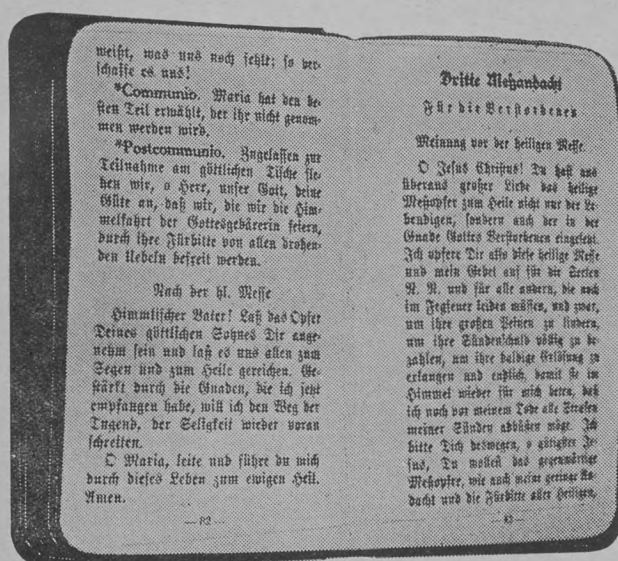 weißt, was uns noch fehlt; so ver-
schaffe es uns!
*Communio. Maria hat den be-
sten Teil erwählt, der ihr nicht genom-
men werden wird.
*Postcommunio. Zugelassen zur
Teilnahme am göttlichen Tische fle-
hen wir, o Herr, unser Gott, deine
Güte an, daß wir, die wir die Him-
melfahrt der Gottesgebärerin feiern,
durch ihre Fürbitte von allen drohen-
den Uebeln befreit werden.
Nach der hl. Messe
Himmlischer Vater! Laß das Opfer
Deines göttlichen Sohnes Dir ange-
nehm sein und laß es uns allen zum
Segen und zum Heile gereichen. Ge-
stärkt durch die Gnaden, die ich jetzt
empfangen habe, will ich den Weg der
Tugend, der Seligkeit wieder voran
schreiten.
O Maria, leite und führe du mich
durch dieses Leben zum ewigen Heil.
Amen.
— 82 —
Dritte Meßandacht
Für die Verstorbenen
Meinung vor der heiligen Messe.
O Jesus Christus! Du hast aus
überaus großer Liebe das heilige
Meßopfer zum Heile nicht nur der Le-
bendigen, sondern auch der in der
Gnade Gottes Verstorbenen eingesetzt.
Ich opfere Dir also diese heilige Messe
und mein Gebet auf für die Seelen
N. N. und für alle andern, die noch
im Fegfeuer leiden müssen, und zwar,
um ihre großen Peinen zu lindern,
um ihre Sündenschuld völlig zu be-
zahlen, um ihre baldige Erlösung zu
erlangen und endlich, damit sie im
Himmel wieder für mich beten, daß
ich noch vor meinem Tode alle Strafen
meiner Sünden abbüßen möge. Ich
bitte Dich deswegen, o gütigster Je-
sus, Du wollest das gegenwärtige
Meßopfer, wie auch meine geringe An-
dacht und die Fürbitte aller Heiligen,